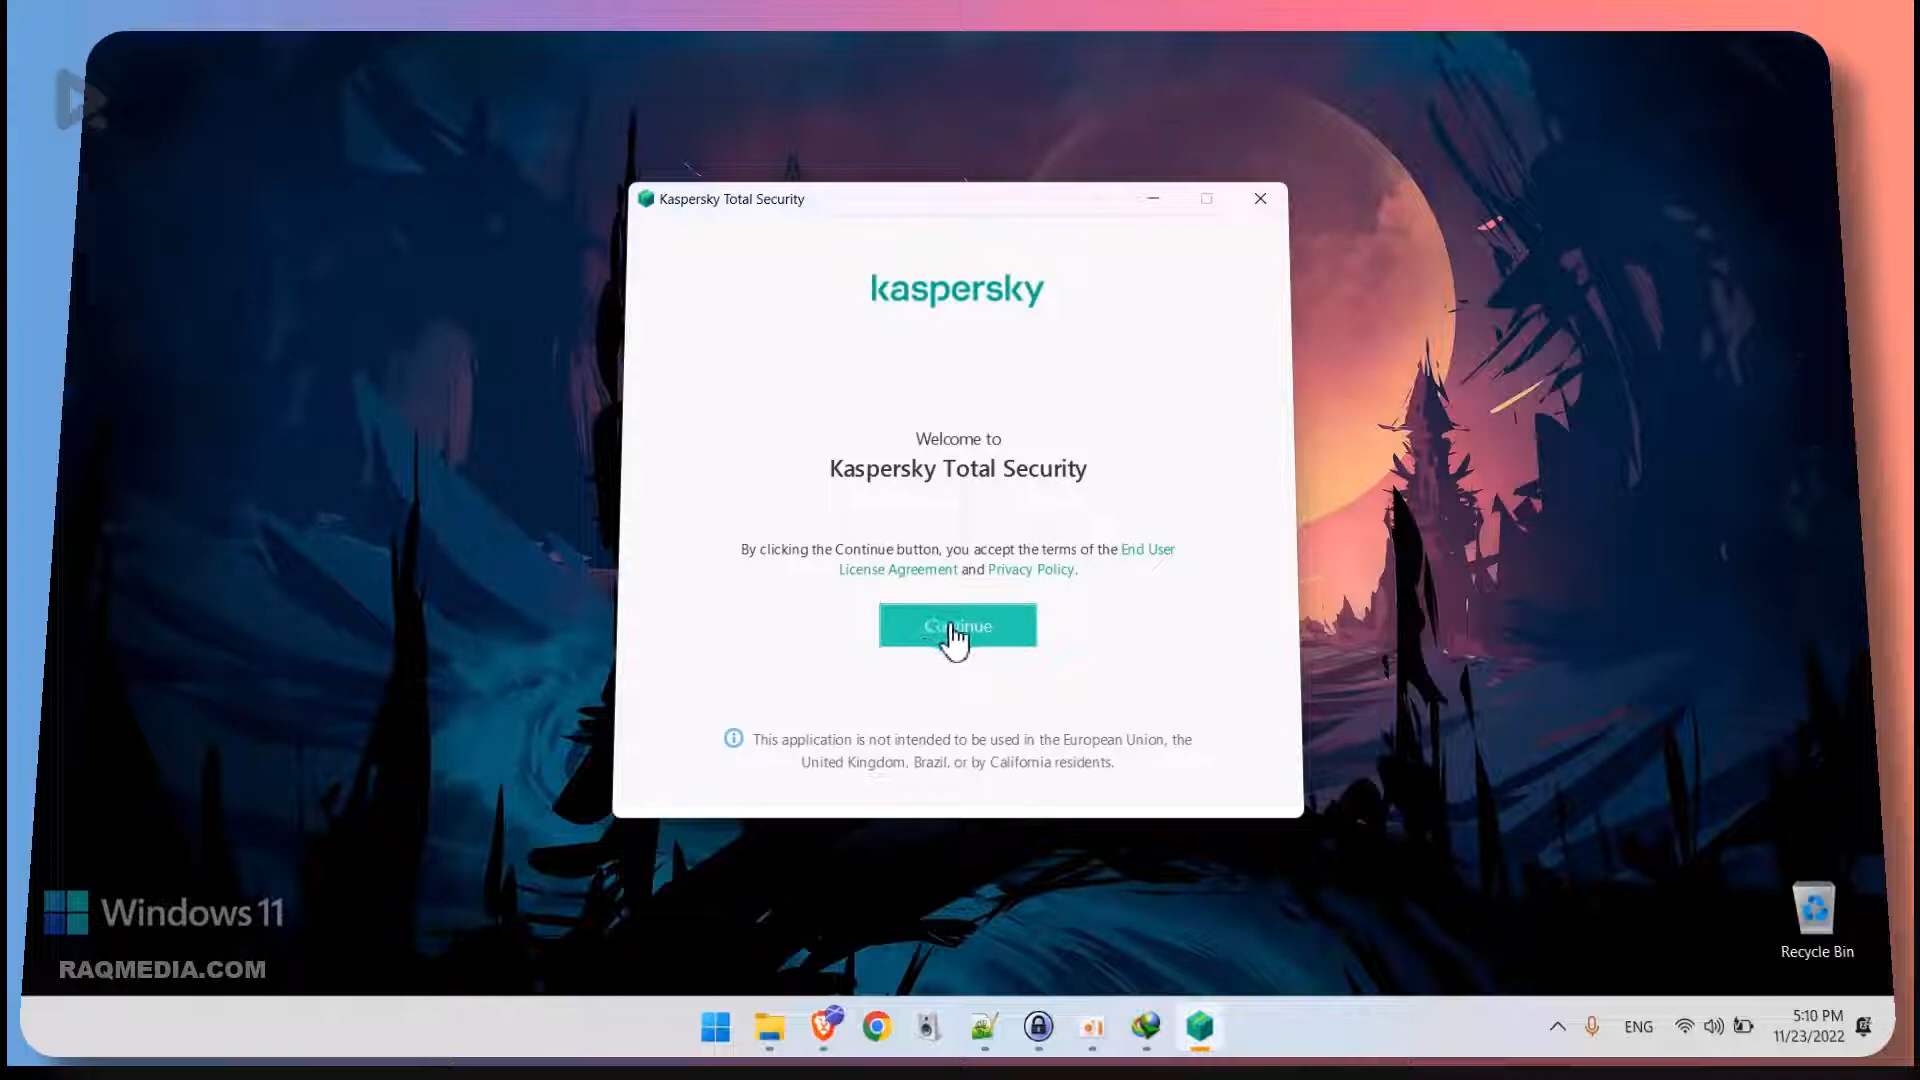 Kaspersky Total Security
kaspersky
Welcome to
Kaspersky Total Security
By clicking the Continue button, you accept the terms of the End User
License Agreement and Privacy Policy.
Continue
This application is not intended to be used in the European Union, the
United Kingdom, Brazil, or by California residents.
Windows 11
RAQMEDIA.COM
Recycle Bin
ENG
5:10 PM
11/23/2022